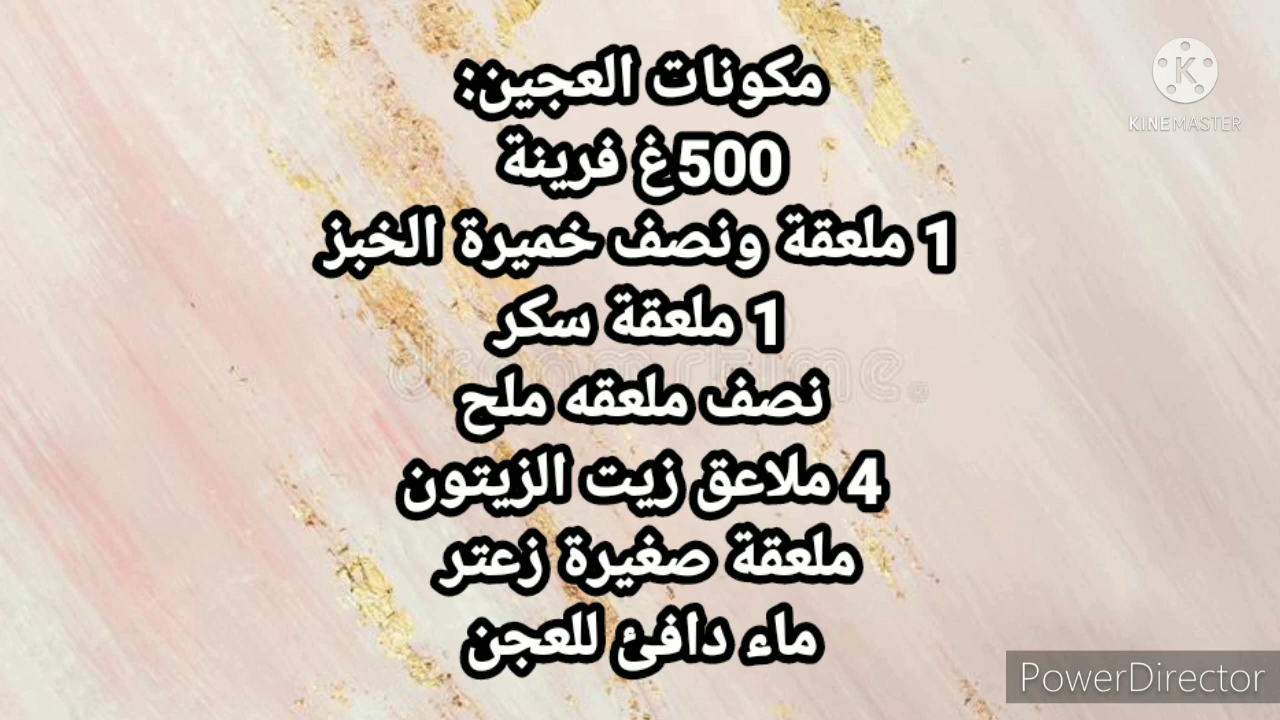 مكونات العجين:
500غ فرينة
1 ملعقة ونصف خميرة الخبز
1 ملعقة سكر
نصف ملعقه ملح
4 ملاعق زيت الزيتون
ملعقة صغيرة زعتر
ماء دافئ للعجن
K
KINEMASTER
dreamstime.
PowerDirector